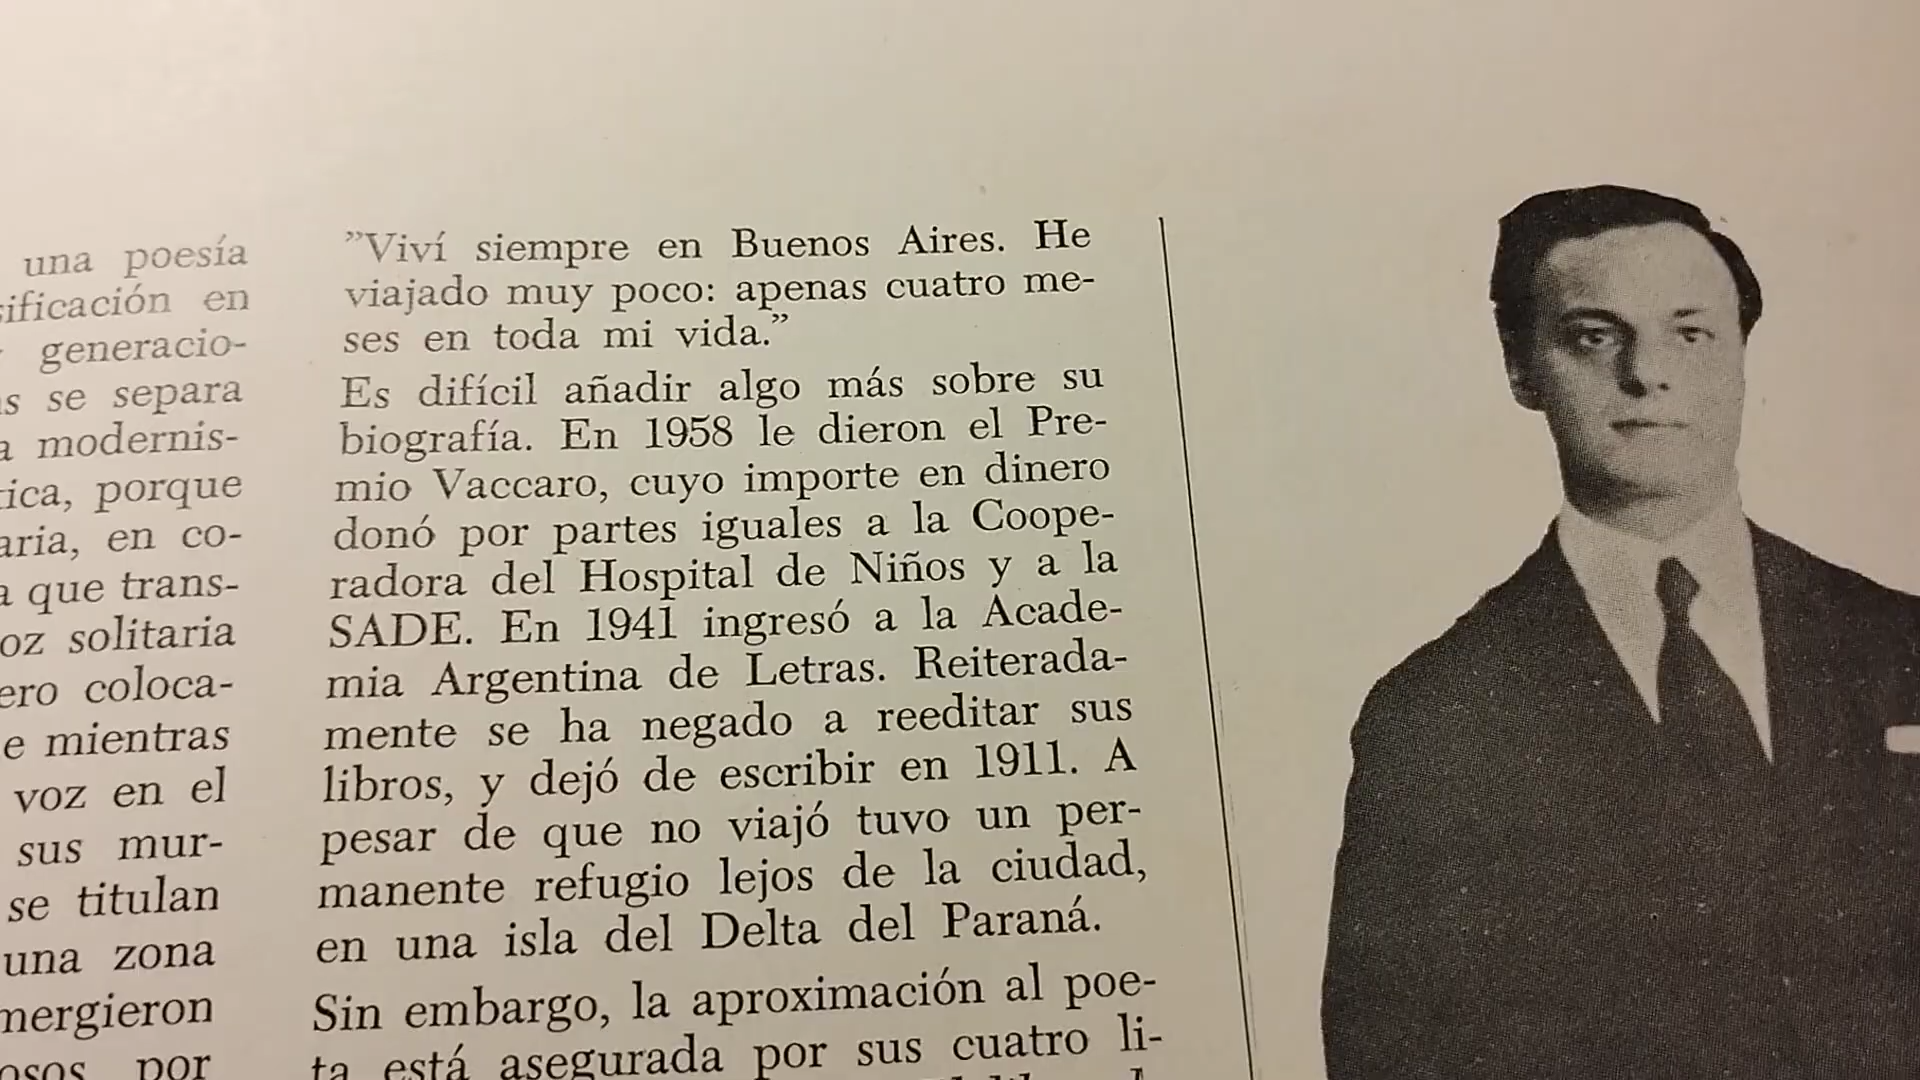 una poesía
sificación en
generacio-
as se separa
a modernis-
tica, porque
aria, en co-
a que trans-
oz solitaria
ero coloca-
e mientras
voz en el
sus mur-
se titulan
una zona
mergieron
osos por
”Viví siempre en Buenos Aires. He
viajado muy poco: apenas cuatro me-
ses en toda mi vida.”
Es difícil añadir algo más sobre su
biografía. En 1958 le dieron el Pre-
mio Vaccaro, cuyo importe en dinero
donó por partes iguales a la Coope-
radora del Hospital de Niños y a la
SADE. En 1941 ingresó a la Acade-
mia Argentina de Letras. Reiterada-
mente se ha negado a reeditar sus
libros, y dejó de escribir en 1911. A
pesar de que no viajó tuvo un per-
manente refugio lejos de la ciudad,
en una isla del Delta del Paraná.
Sin embargo, la aproximación al poe-
ta está asegurada por sus cuatro li-